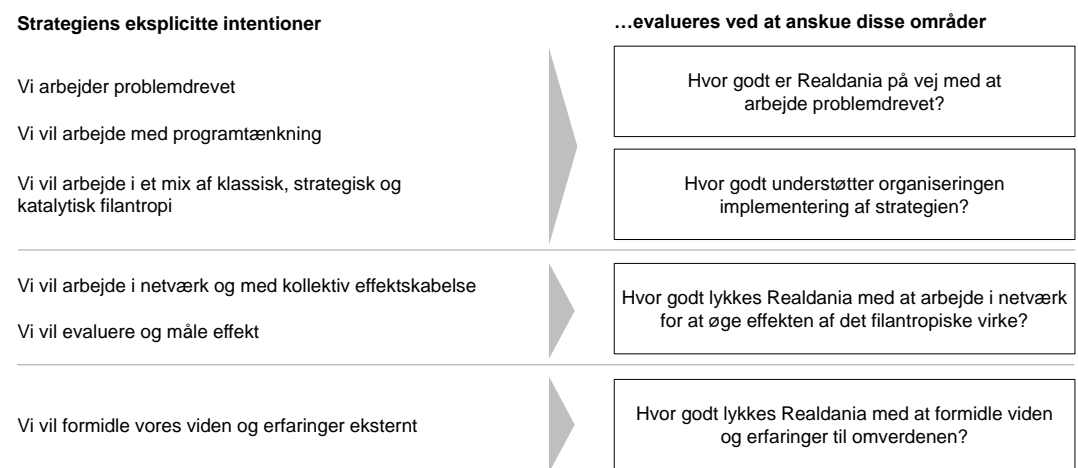 Strategiens eksplicitte intentioner
…evalueres ved at anskue disse områder
Vi arbejder problemdrevet
Vi vil arbejde med programtænkning
Vi vil arbejde i et mix af klassisk, strategisk og
katalytisk filantropi
Hvor godt er Realdania på vej med at
arbejde problemdrevet?
Hvor godt understøtter organiseringen
implementering af strategien?
Vi vil arbejde i netværk og med kollektiv effektskabelse
Vi vil evaluere og måle effekt
Hvor godt lykkes Realdania med at arbejde i netværk
for at øge effekten af det filantropiske virke?
Vi vil formidle vores viden og erfaringer eksternt
Hvor godt lykkes Realdania med at formidle viden
og erfaringer til omverdenen?